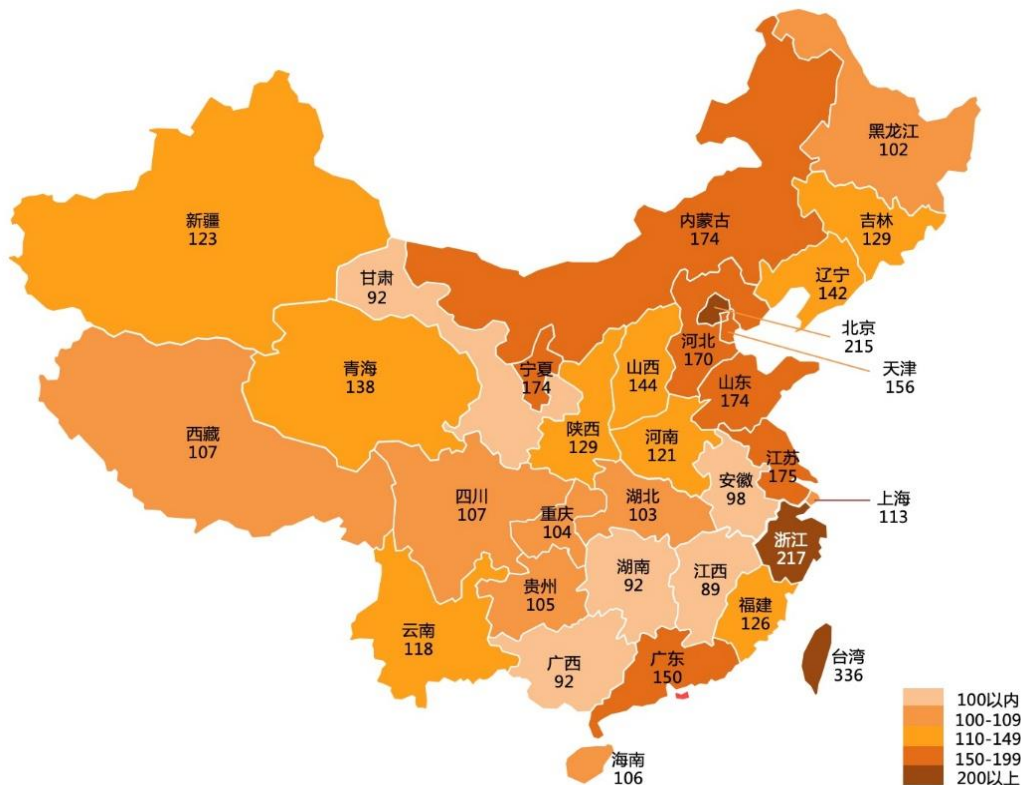 黑龙江
102
新疆
123
内蒙古
174
吉林
129
甘肃
92
辽宁
142
北京
215
河北
170
天津
156
青海
138
宁夏
174
山西
144
山东
174
西藏
107
陕西
129
河南
121
江苏
175
安徽
98
四川
107
湖北
103
上海
113
重庆
104
浙江
217
湖南
92
江西
89
贵州
105
福建
126
云南
118
广西
92
广东
150
台湾
336
海南
106
100以内
100-109
110-149
150-199
200以上